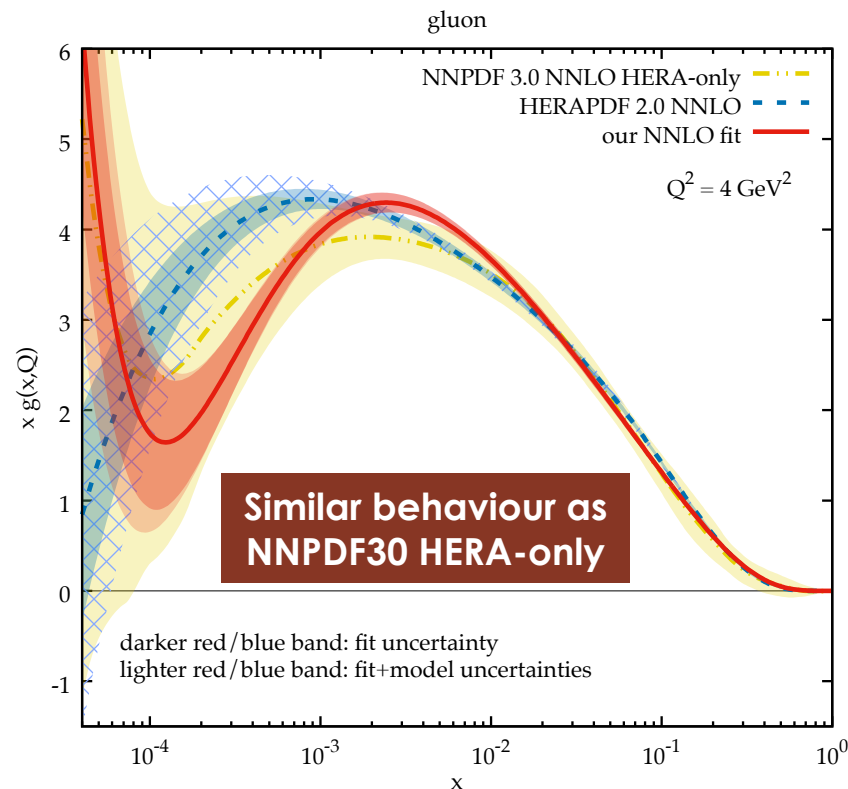 gluon
NNPDF 3.0 NNLO HERA-only
HERAPDF 2.0 NNLO
our NNLO fit
Q² = 4 GeV²
6
5
4
3
2
1
0
-1
x g(x,Q)
Similar behaviour as
NNPDF30 HERA-only
darker red/blue band: fit uncertainty
lighter red/blue band: fit+model uncertainties
10⁻⁴ 10⁻³ 10⁻² 10⁻¹ 10⁰
x